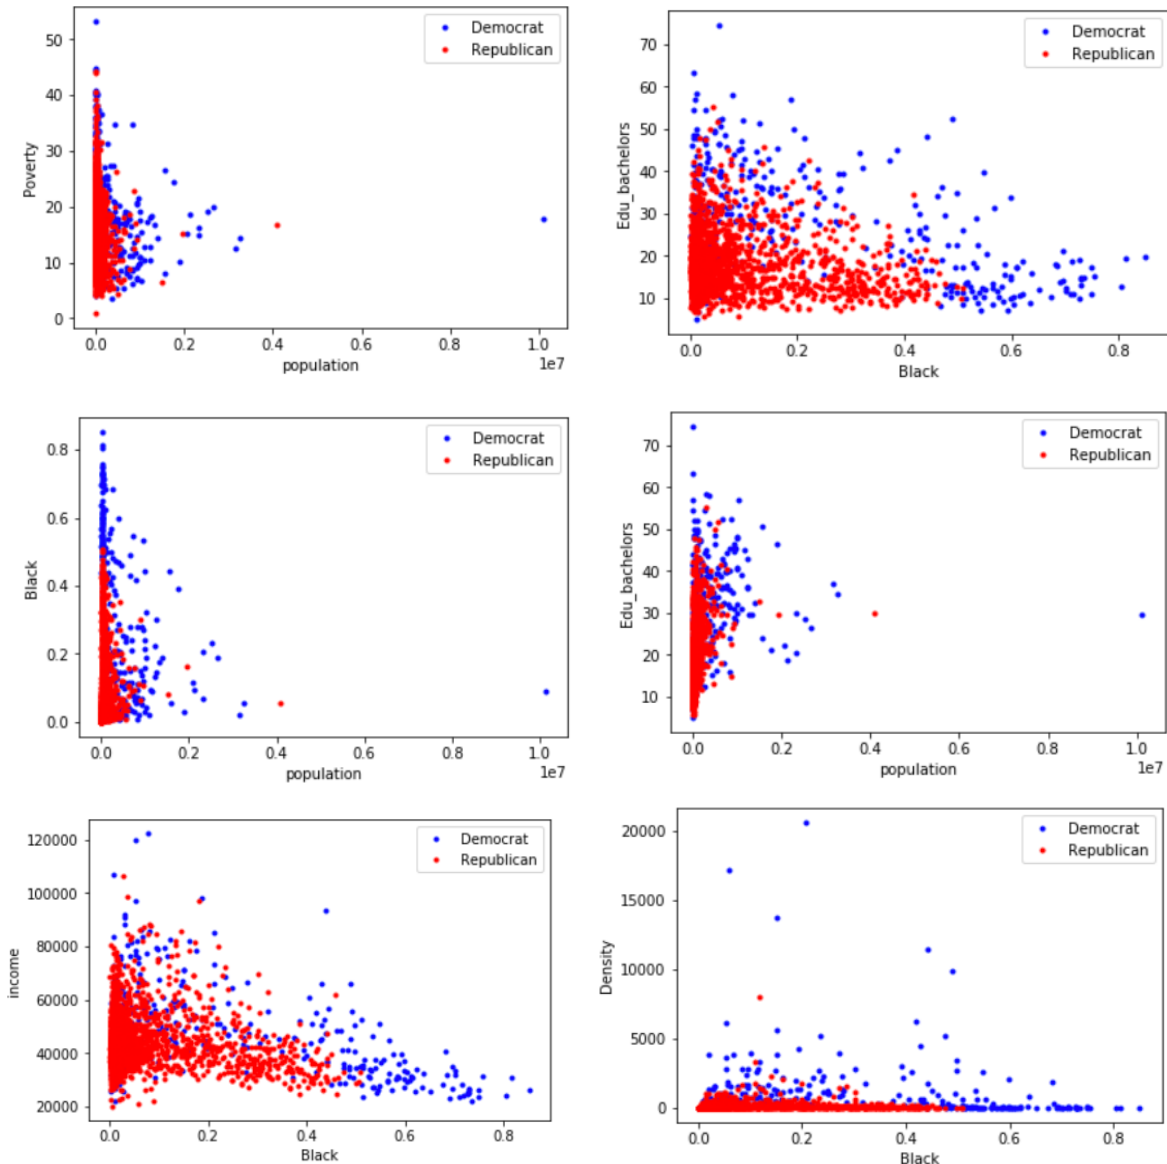 Democrat
Republican
50
40
30
20
10
0
Poverty
0.0 0.2 0.4 0.6 0.8 1.0
1e7
population
Democrat
Republican
70
60
50
40
30
20
10
Edu_bachelors
0.0 0.2 0.4 0.6 0.8
Black
Democrat
Republican
0.8
0.6
0.4
0.2
0.0
Black
0.0 0.2 0.4 0.6 0.8 1.0
1e7
population
Democrat
Republican
70
60
50
40
30
20
10
Edu_bachelors
0.0 0.2 0.4 0.6 0.8 1.0
1e7
population
Democrat
Republican
120000
100000
80000
60000
40000
20000
income
0.0 0.2 0.4 0.6 0.8
Black
Democrat
Republican
20000
15000
10000
5000
0
Density
0.0 0.2 0.4 0.6 0.8
Black